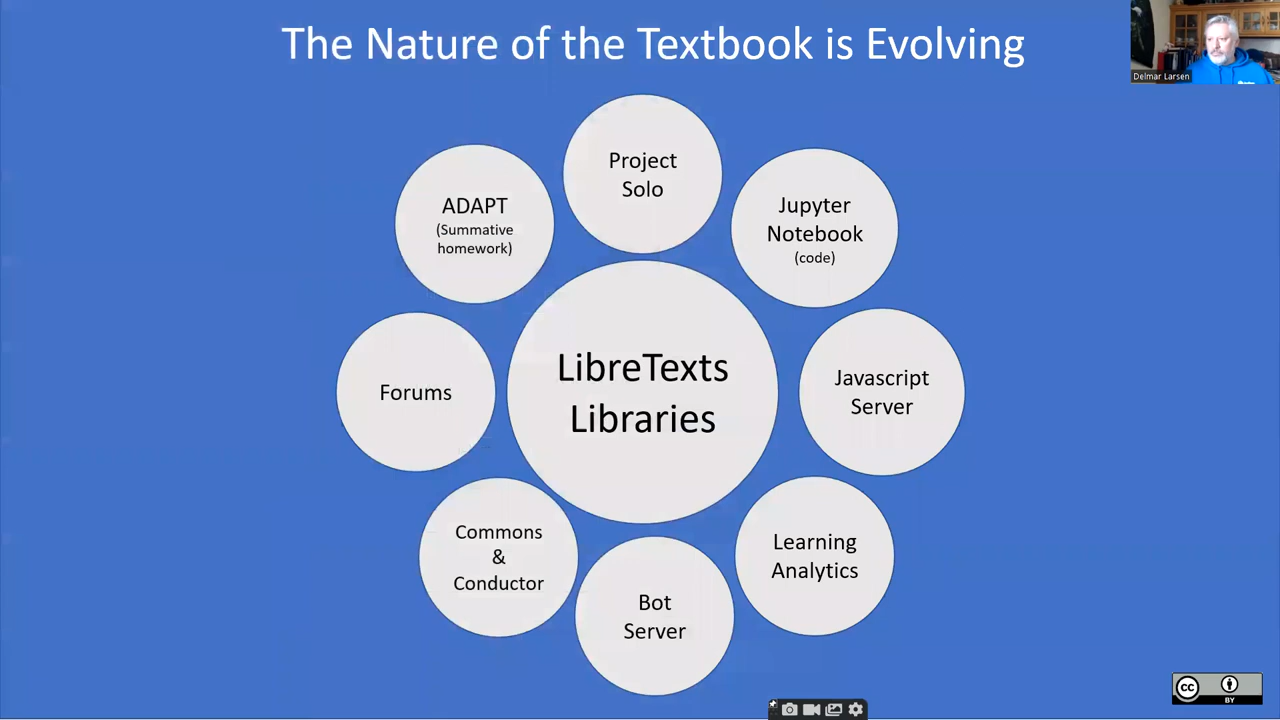 The Nature of the Textbook is Evolving
Delmar Larsen
Project
Solo
ADAPT
(Summative
homework)
Jupyter
Notebook
(code)
LibreTexts
Libraries
Forums
Javascript
Server
Commons
&
Conductor
Learning
Analytics
Bot
Server
CC
BY